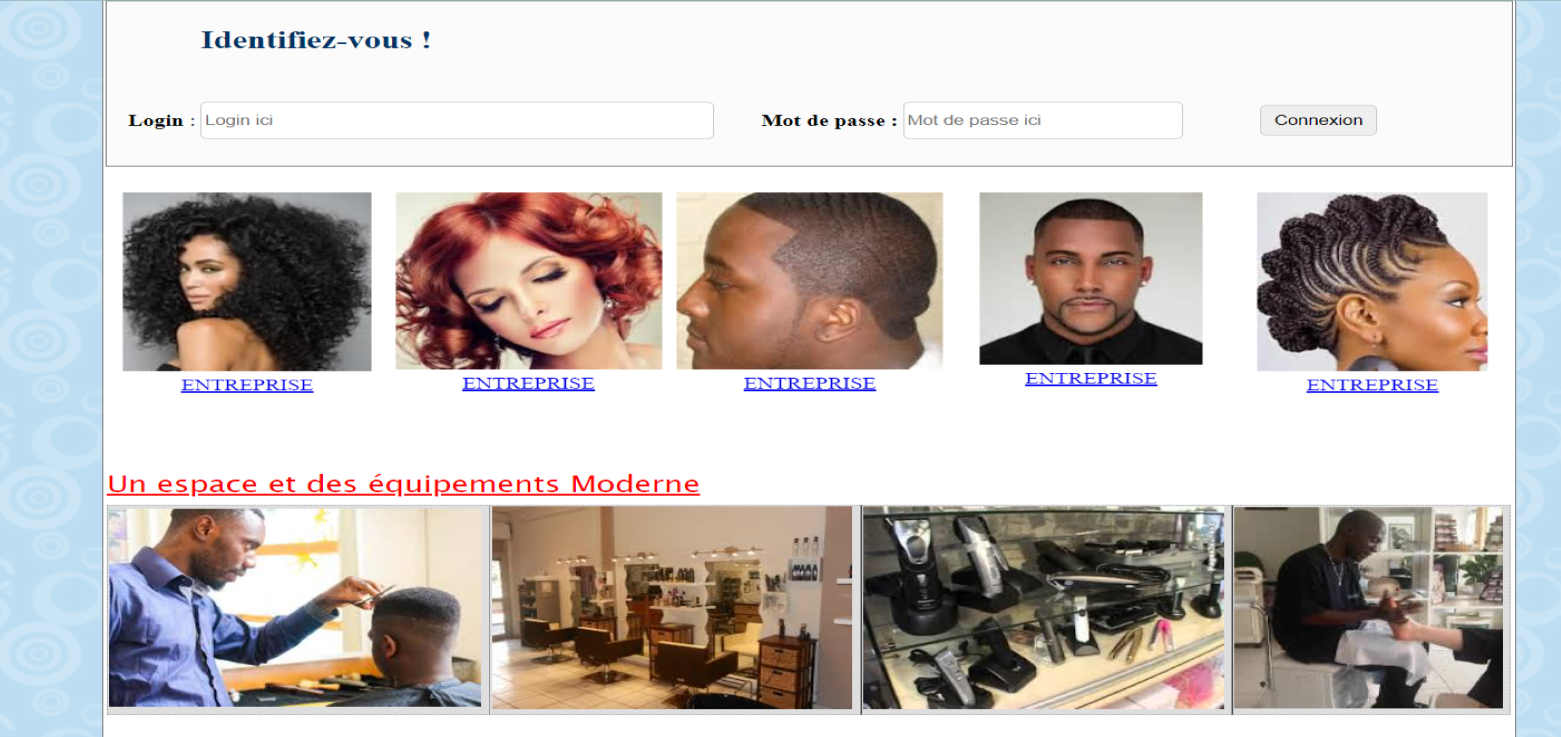 Identifiez-vous !
Login : Login ici Mot de passe : Mot de passe ici Connexion
ENTREPRISE ENTREPRISE ENTREPRISE ENTREPRISE ENTREPRISE
Un espace et des équipements Moderne